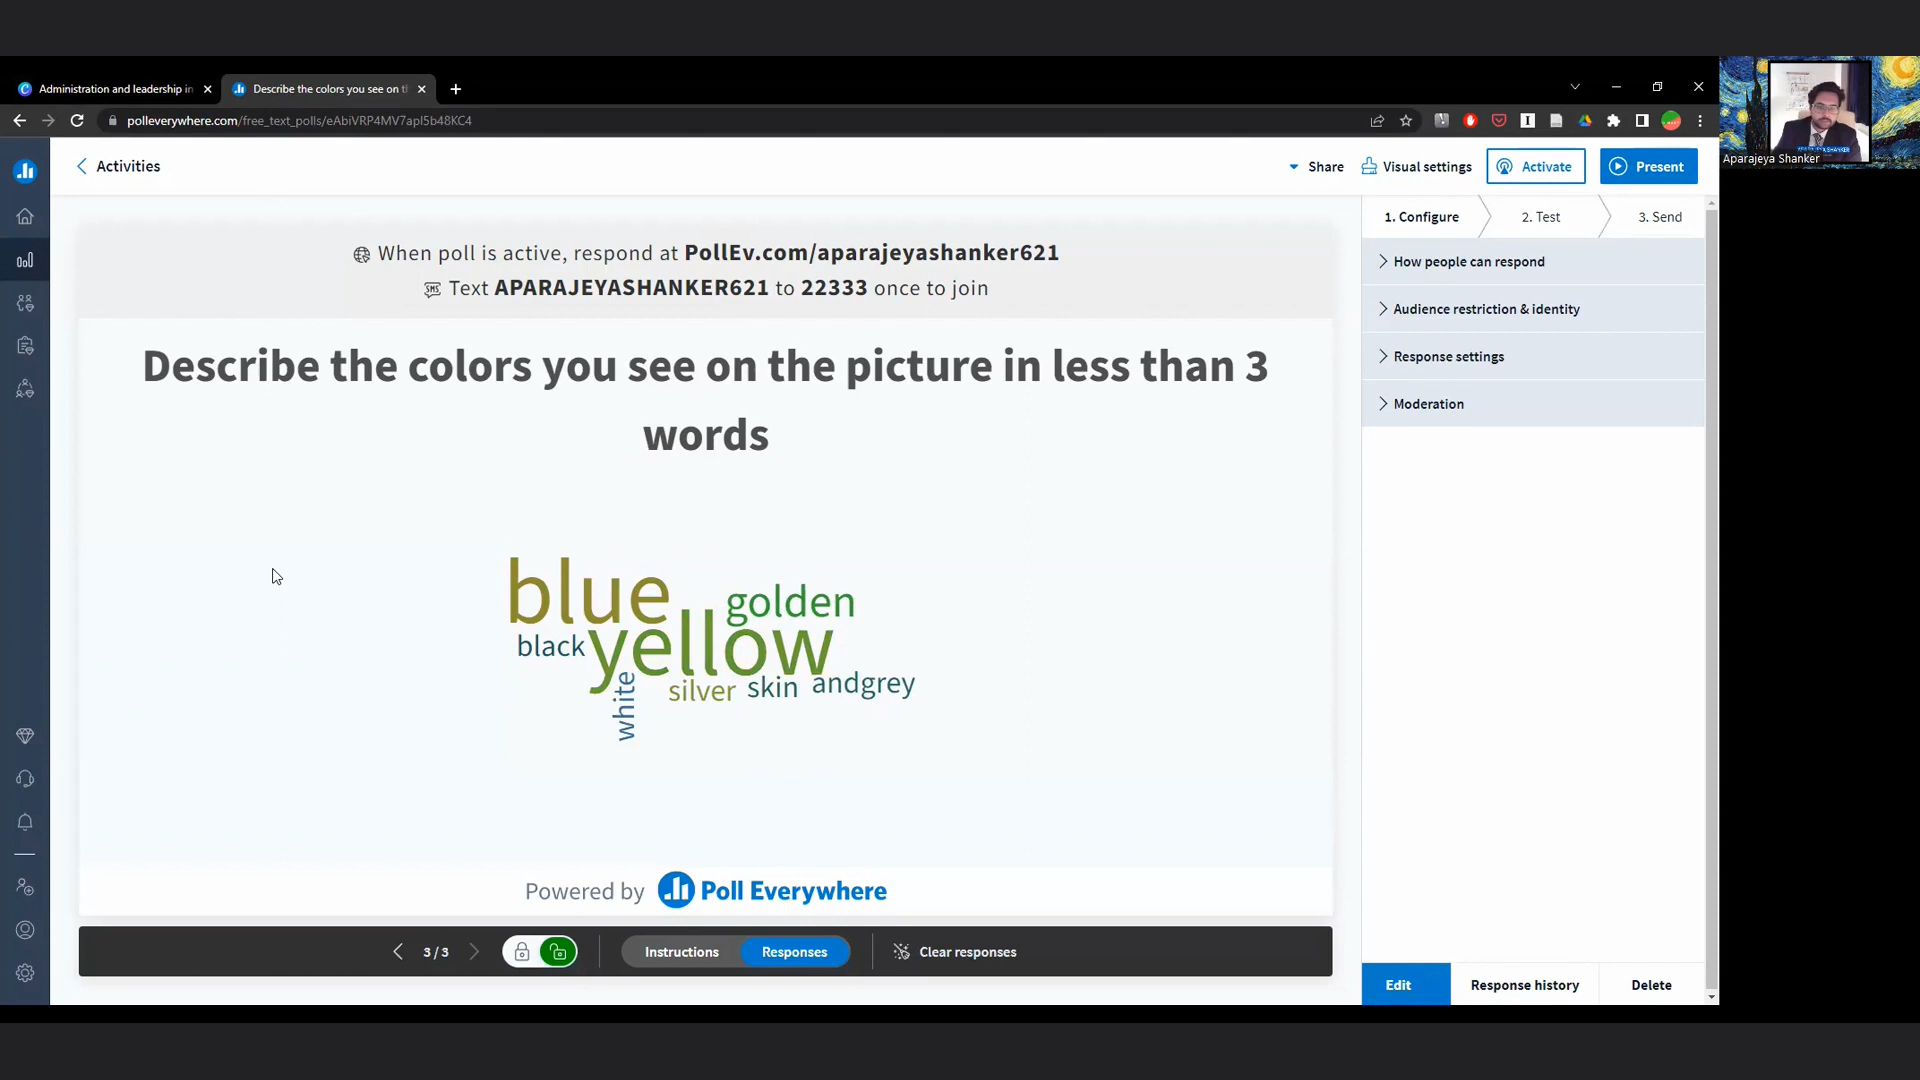 Administration and leadership in
Describe the colors you see on t
polleverywhere.com/free_text_polls/eAbiVRP4MV7apI5b48KC4
Aparajeya Shanker
Activities
Share
Visual settings
Activate
Present
1. Configure
2. Test
3. Send
When poll is active, respond at PollEv.com/aparajeyashanker621
Text APARAJEYASHANKER621 to 22333 once to join
How people can respond
Audience restriction & identity
Response settings
Moderation
Describe the colors you see on the picture in less than 3
words
blue
golden
black
yellow
white
silver
skin
andgrey
Powered by Poll Everywhere
3/3
Instructions
Responses
Clear responses
Edit
Response history
Delete